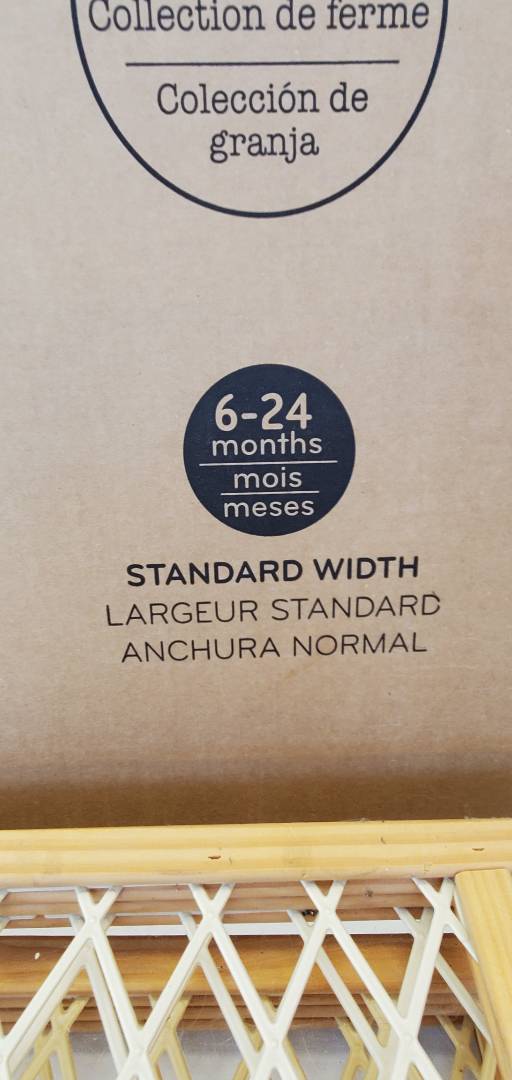 Collection de ferme
Colección de
granja
6-24
months
mois
meses
STANDARD WIDTH
LARGEUR STANDARD
ANCHURA NORMAL